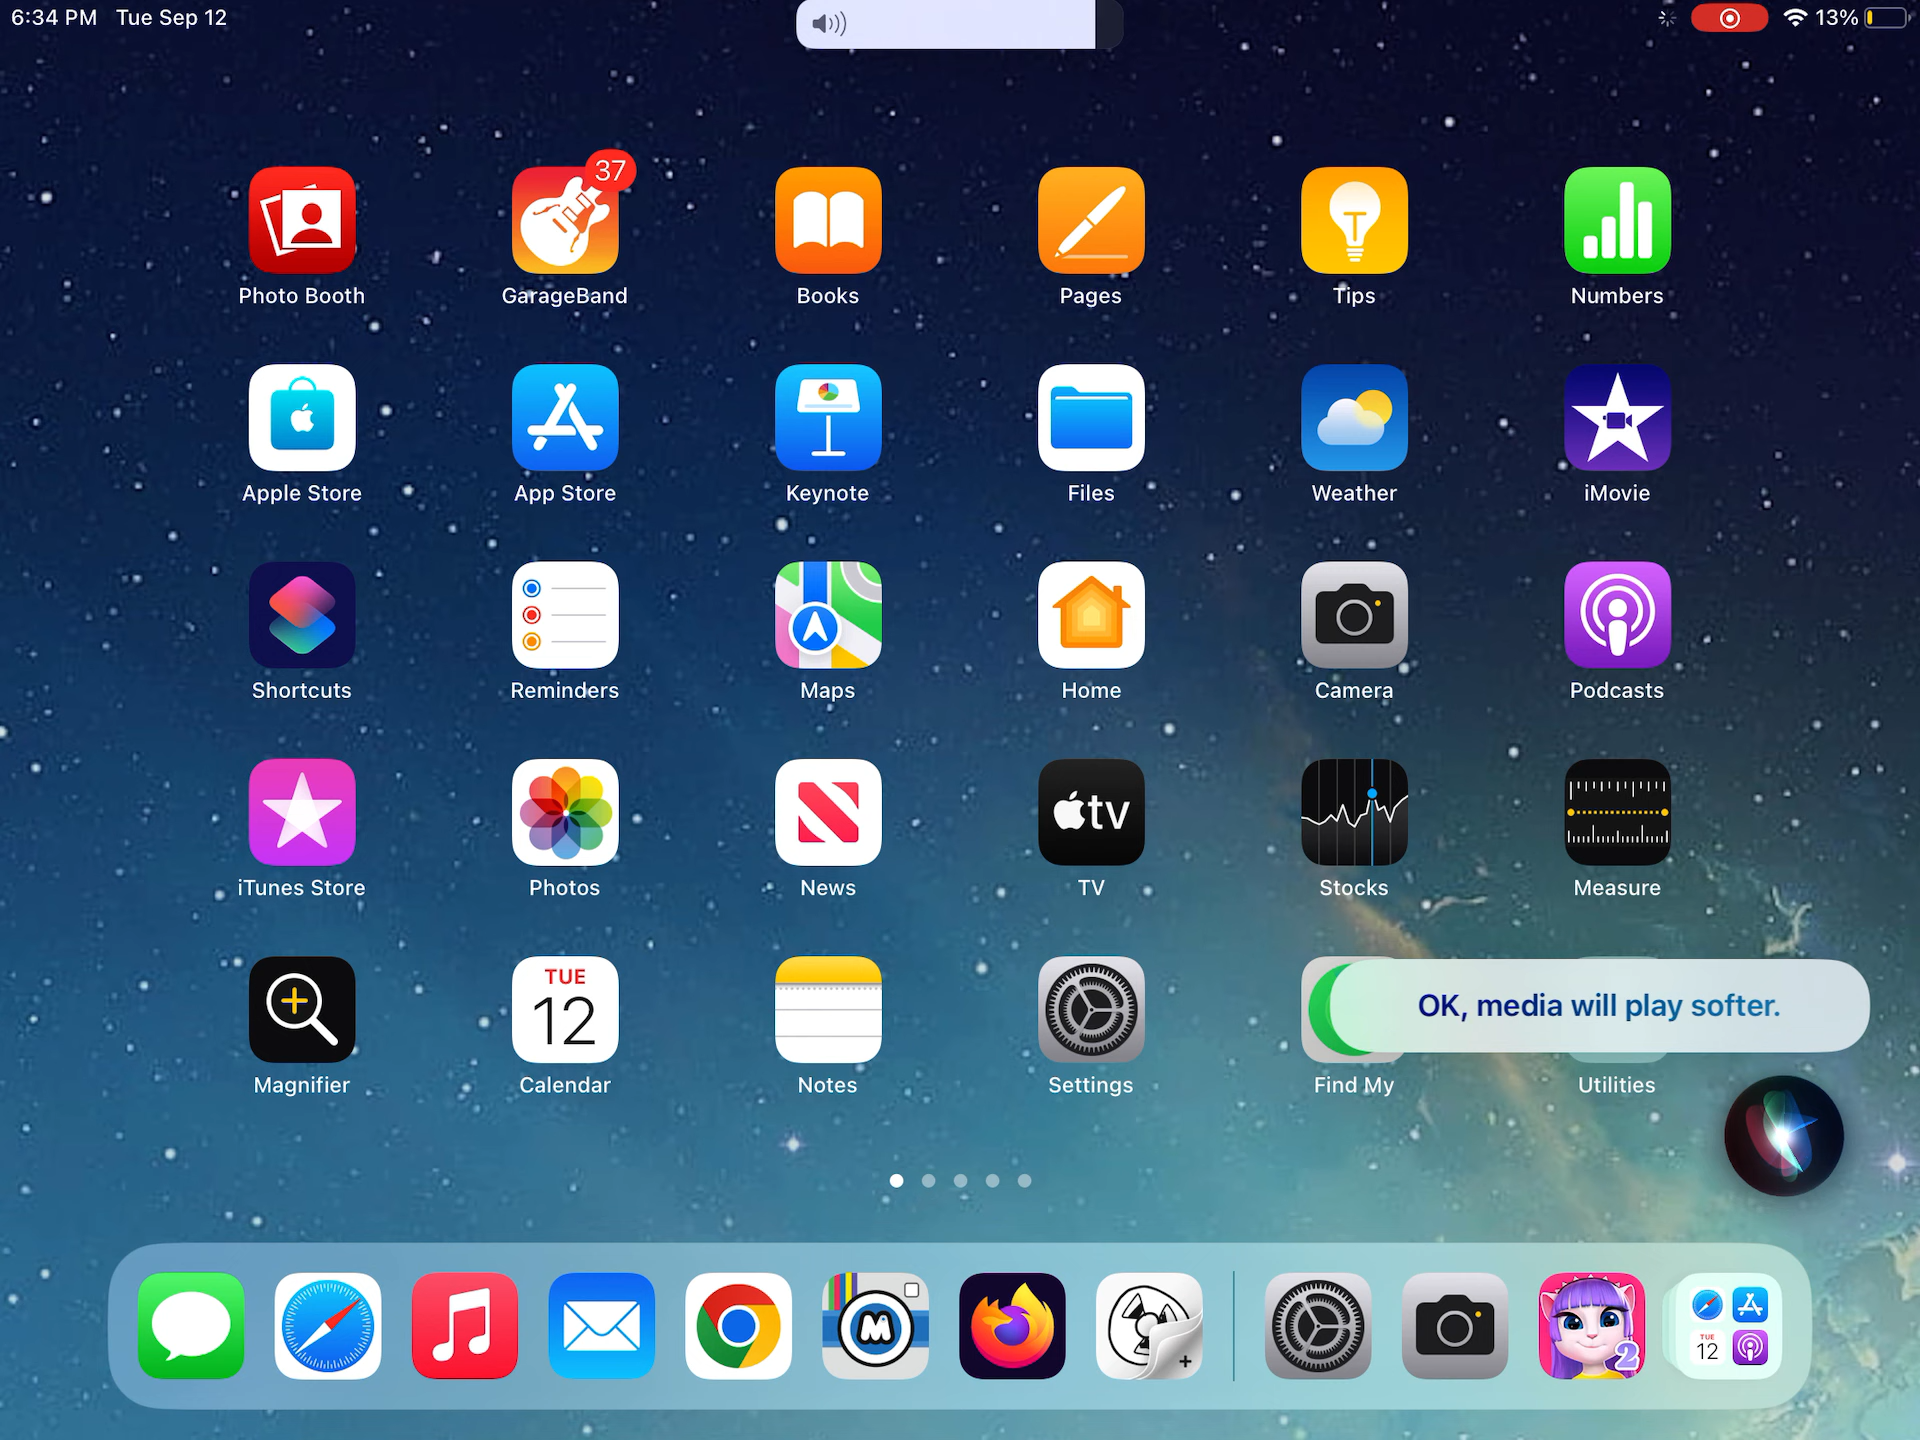 6:34 PM Tue Sep 12
13%
37
Photo Booth
GarageBand
Books
Pages
Tips
Numbers
Apple Store
App Store
Keynote
Files
Weather
iMovie
Shortcuts
Reminders
Maps
Home
Camera
Podcasts
tv
iTunes Store
Photos
News
TV
Stocks
Measure
TUE
12
OK, media will play softer.
Magnifier
Calendar
Notes
Settings
Find My
Utilities
M
2
TUE
12